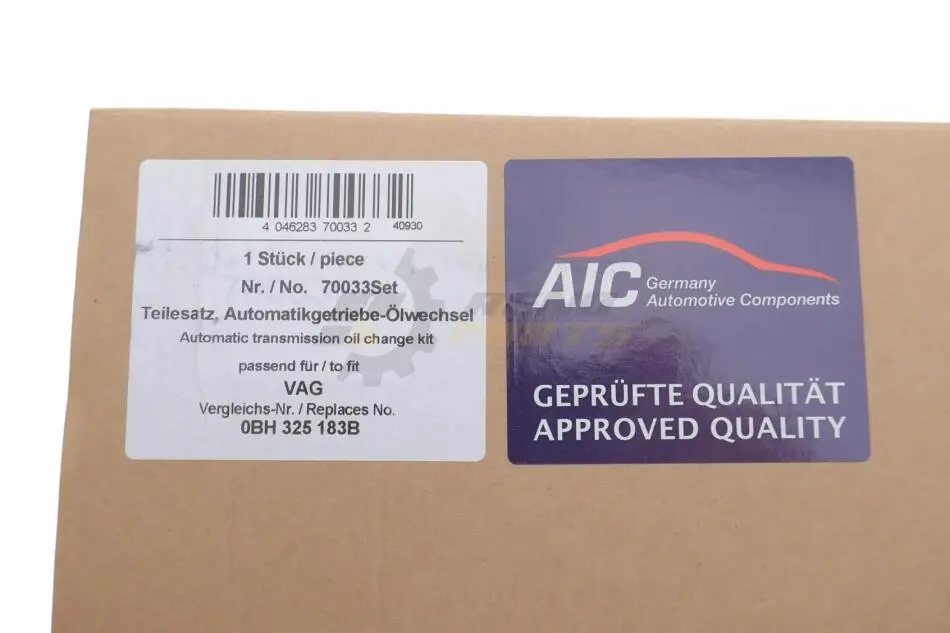 4 046283 70033 2
40930
1 Stück / piece
Nr. / No. 70033Set
Teilesatz, Automatikgetriebe-Ölwechsel
Automatic transmission oil change kit
passend für / to fit
VAG
Vergleichs-Nr. / Replaces No.
0BH 325 183B
AIC Germany
Automotive Components
GEPRÜFTE QUALITÄT
APPROVED QUALITY